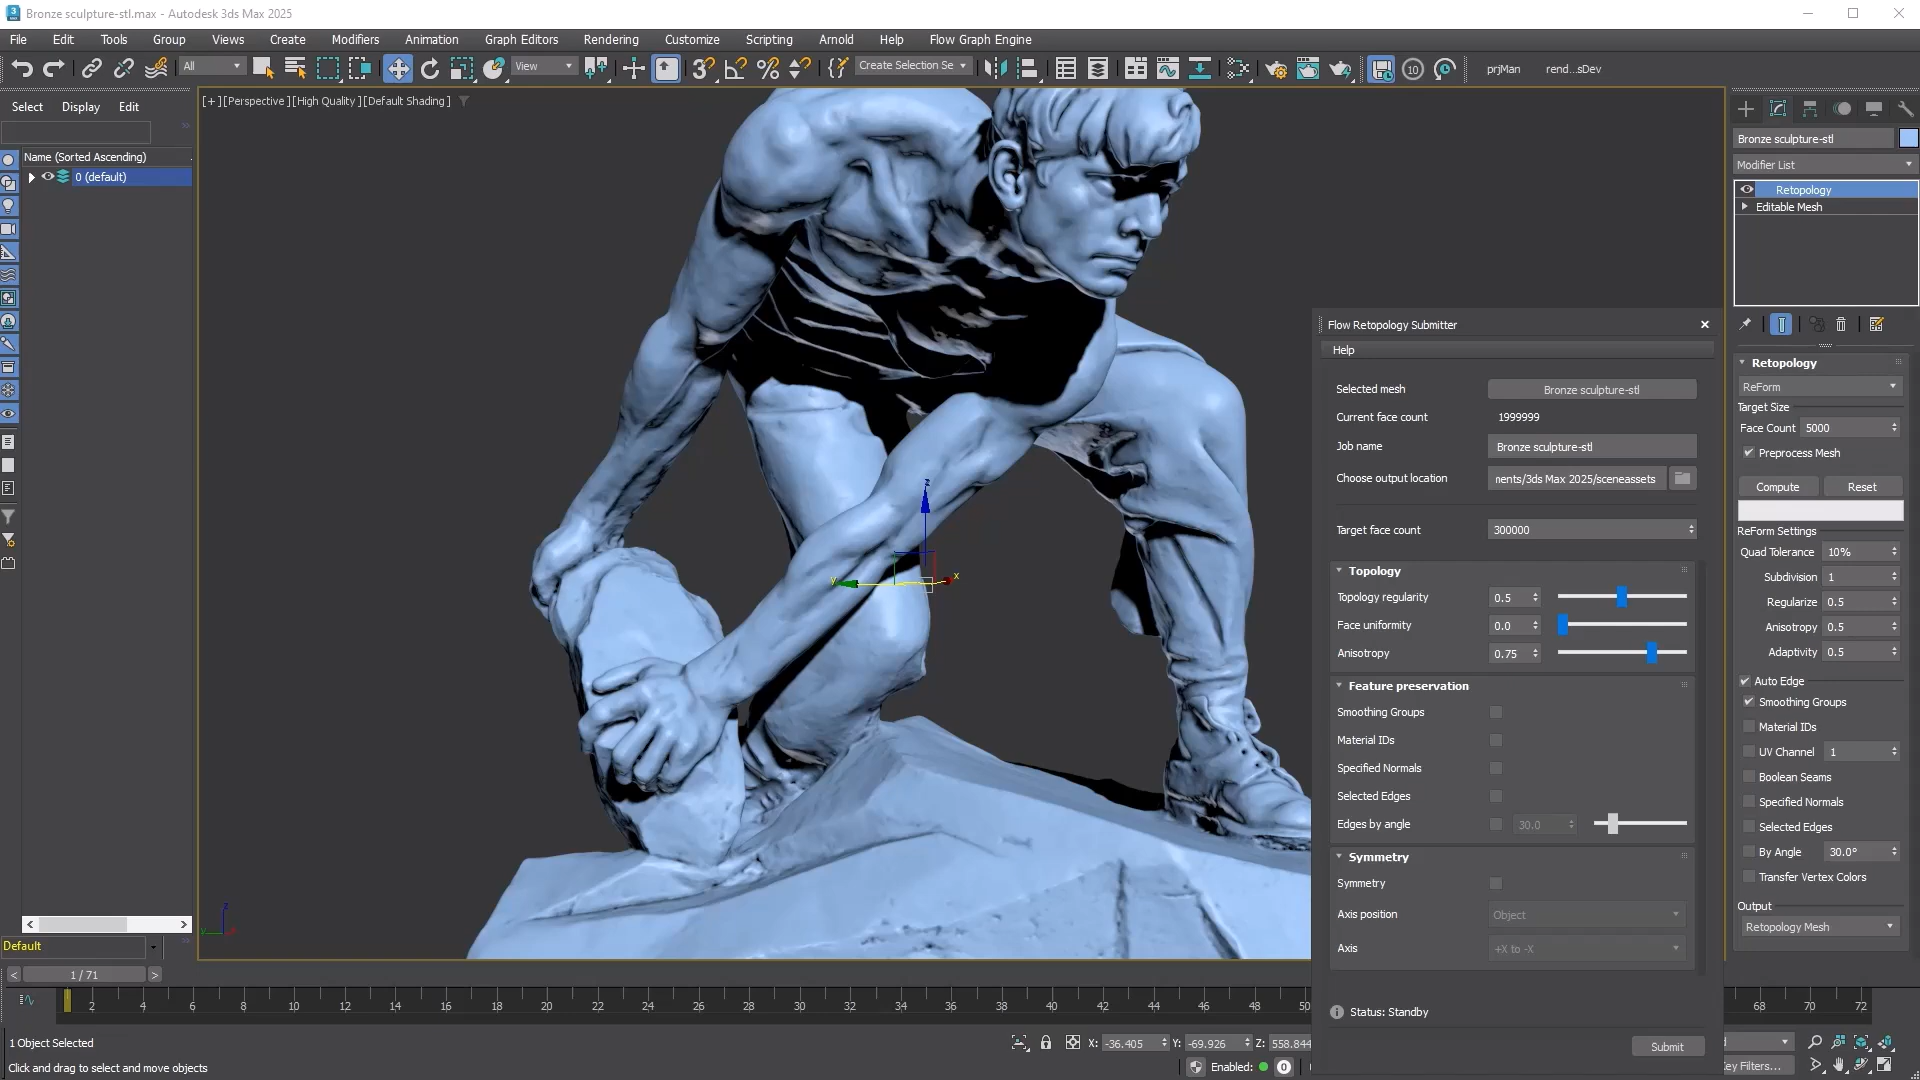 Bronze sculpture-stl.max - Autodesk 3ds Max 2025
File Edit Tools Group Views Create Modifiers Animation Graph Editors Rendering Customize Scripting Arnold Help Flow Graph Engine
All View Create Selection Se 10 prjMan rend...sDev
Select Display Edit
Name (Sorted Ascending)
0 (default)
[+] [Perspective] [High Quality] [Default Shading]
z
y
x
Flow Retopology Submitter
Help
Selected mesh Bronze sculpture-stl
Current face count 1999999
Job name Bronze sculpture-stl
Choose output location nents/3ds Max 2025/sceneassets
Target face count 300000
Topology
Topology regularity 0.5
Face uniformity 0.0
Anisotropy 0.75
Feature preservation
Smoothing Groups
Material IDs
Specified Normals
Selected Edges
Edges by angle 30.0
Symmetry
Symmetry
Axis position Object
Axis +X to -X
Status: Standby
Submit
Bronze sculpture-stl
Modifier List
Retopology
Editable Mesh
Retopology
ReForm
Target Size
Face Count 5000
Preprocess Mesh
Compute Reset
ReForm Settings
Quad Tolerance 10%
Subdivision 1
Regularize 0.5
Anisotropy 0.5
Adaptivity 0.5
Auto Edge
Smoothing Groups
Material IDs
UV Channel 1
Boolean Seams
Specified Normals
Selected Edges
By Angle 30.0°
Transfer Vertex Colors
Output
Retopology Mesh
z
y
Default
< 1 / 71 >
2 4 6 8 10 12 14 16 18 20 22 24 26 28 30 32 34 35 38 40 42 44 46 48 50 68 70 72
1 Object Selected
X: -36.405 Y: -69.926 Z: 558.844
Click and drag to select and move objects
Enabled: 0
ey Filters...